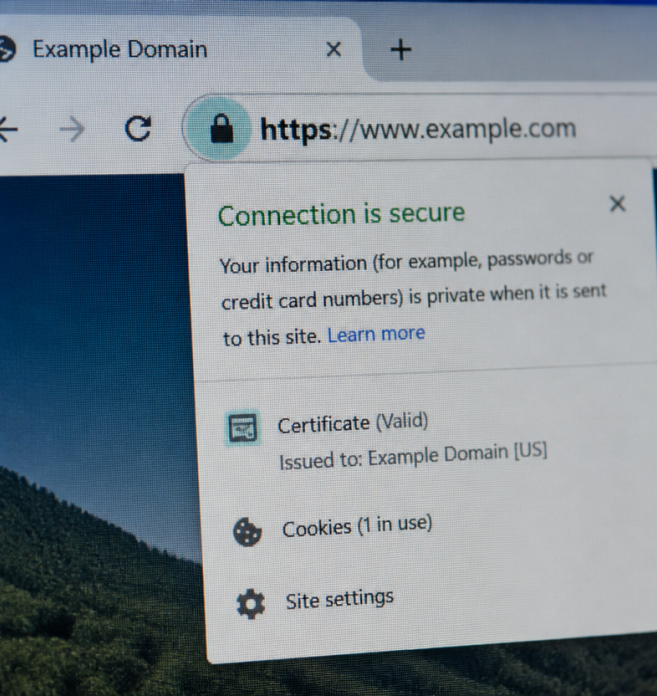 Example Domain
https://www.example.com
Connection is secure
Your information (for example, passwords or
credit card numbers) is private when it is sent
to this site. Learn more
Certificate (Valid)
Issued to: Example Domain [US]
Cookies (1 in use)
Site settings